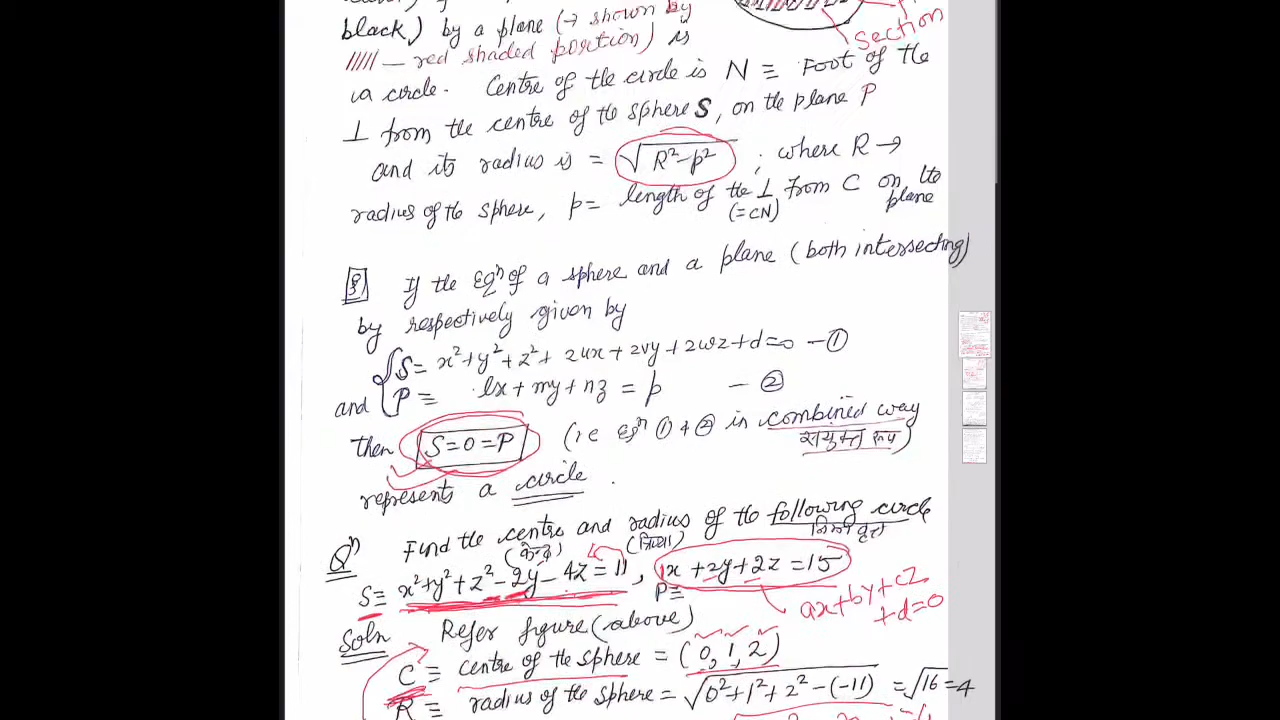 black) by a plane (→ shown by
///// — red shaded portion) is
Section
a circle. Centre of the circle is N ≡ Foot of the
⊥ from the centre of the sphere S, on the plane P
and its radius is = √R²-p² ; where R →
radius of the sphere, p = length of the ⊥ from C on the plane
(=CN)
If the Eqⁿ of a sphere and a plane (both intersecting)
by respectively given by
S ≡ x²+y²+z²+ 2ux+2vy+2wz+d=0 —①
and P ≡ lx+my+nz = p —②
then S=0=P (ie Eqⁿ ①+② in combined way
संयुक्त रूप)
represents a circle.
Qⁿ Find the centre and radius of the following circle
(केन्द्र) (त्रिज्या) निम्न वृत्त
S≡ x²+y²+z²-2y-4z=11, x+2y+2z=15
P≡
ax+by+cz
+d=0
Soln Refer figure (above)
C ≡ centre of the sphere = (0,1,2)
R ≡ radius of the sphere = √0²+1²+2²-(-11) = √16=4